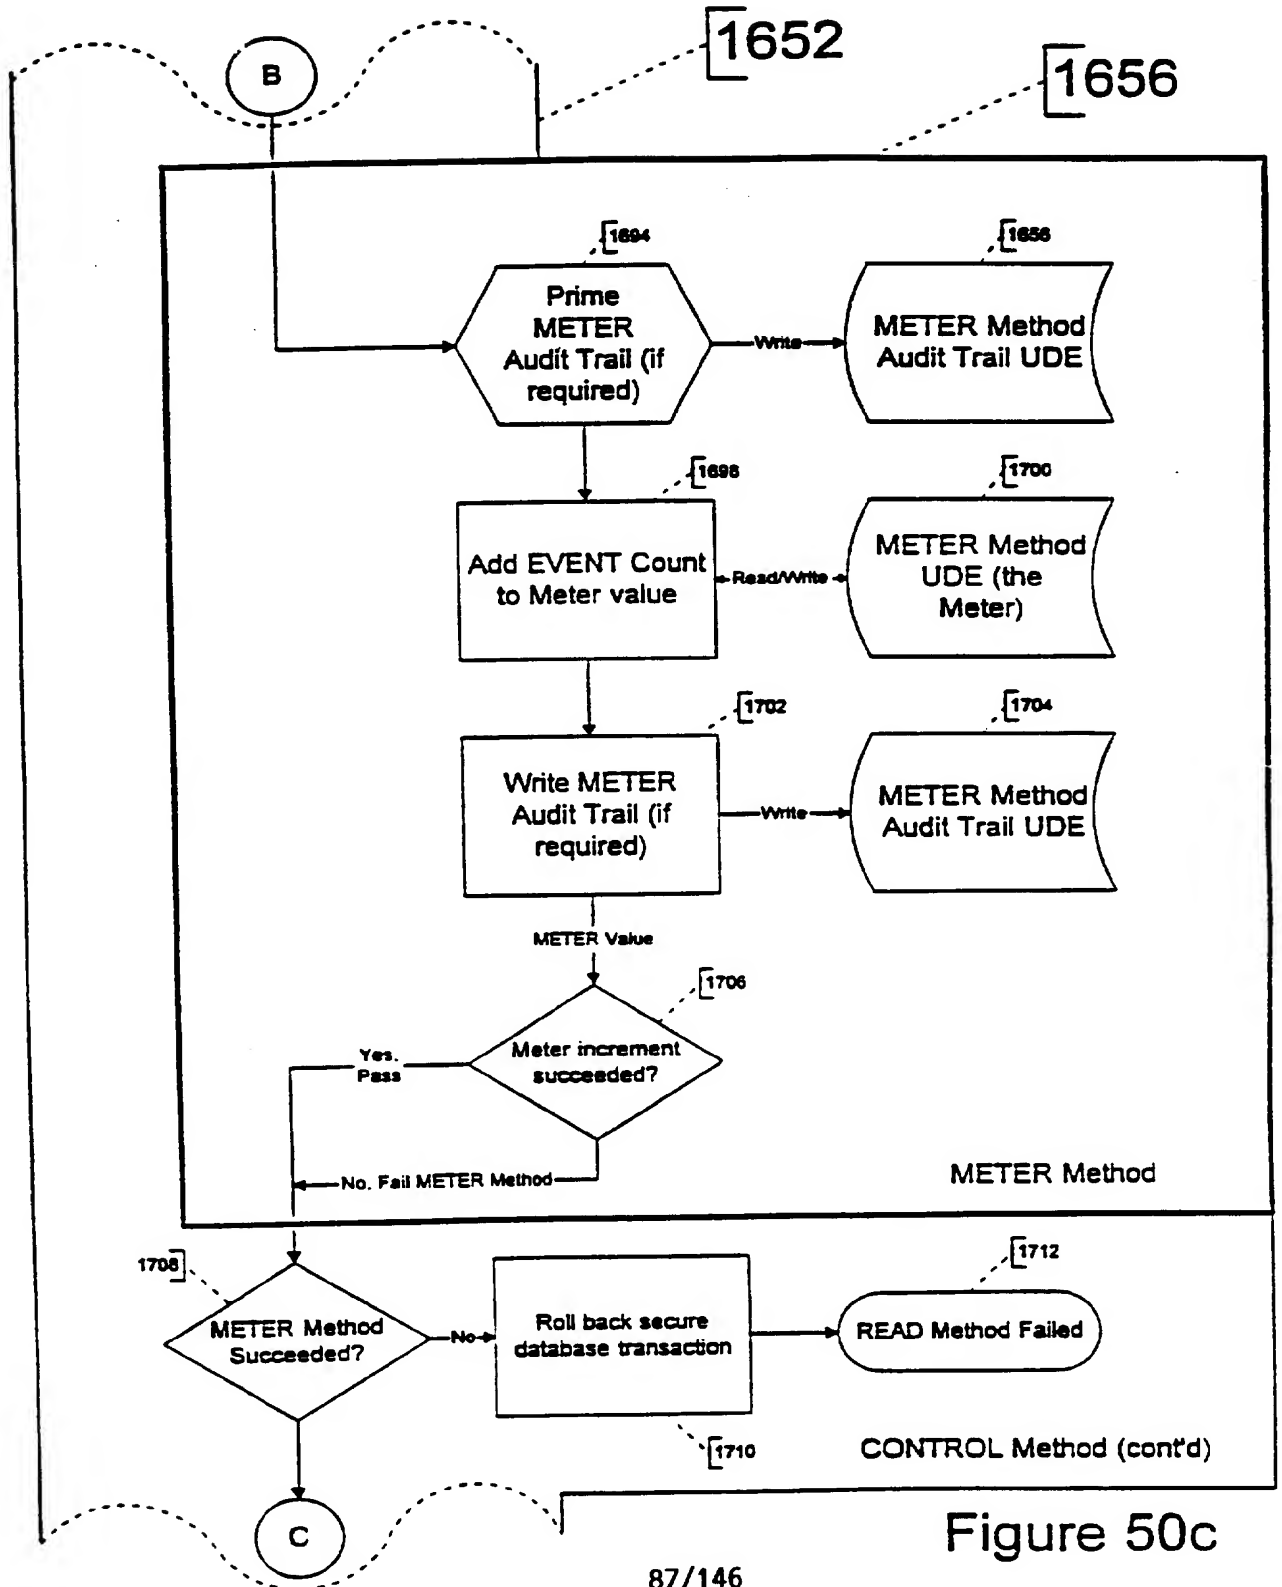 1652
1656
B
1694
1656
Prime
METER
Audit Trail (if
required)
Write
METER Method
Audit Trail UDE
1698
1700
Add EVENT Count
to Meter value
Read/Write
METER Method
UDE (the
Meter)
1702
1704
Write METER
Audit Trail (if
required)
Write
METER Method
Audit Trail UDE
METER Value
1706
Meter increment
succeeded?
Yes.
Pass
No. Fail METER Method
METER Method
1708
METER Method
Succeeded?
No
Roll back secure
database transaction
1712
READ Method Failed
1710
CONTROL Method (cont'd)
C
Figure 50c
87/146